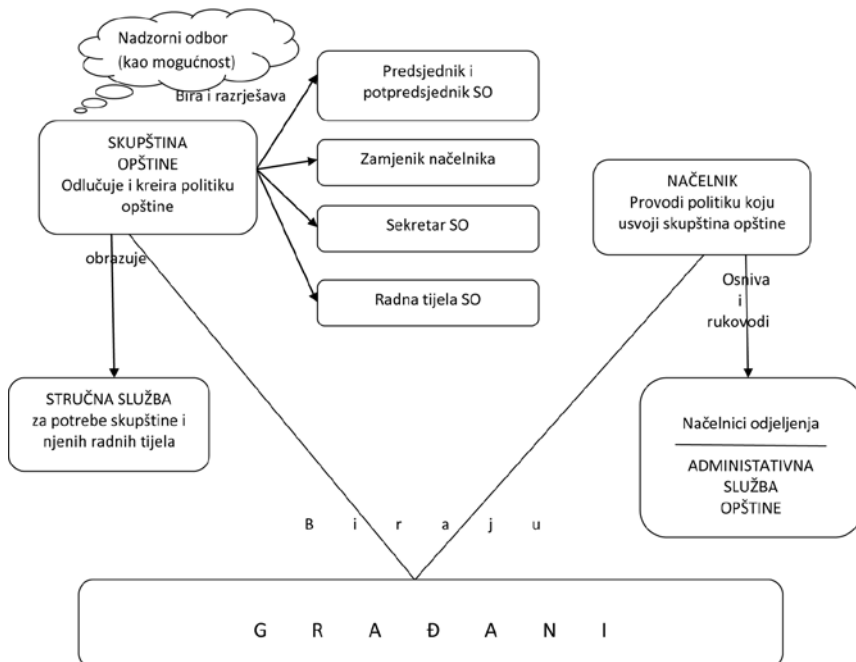 Nadzorni odbor
(kao mogućnost)
Bira i razrješava
Predsjednik i
potpredsjednik SO
SKUPŠTINA
OPŠTINE
Odlučuje i kreira politiku
opštine
Zamjenik načelnika
Sekretar SO
Radna tijela SO
NAČELNIK
Provodi politiku koju
usvoji skupština opštine
obrazuje
Osniva
i
rukovodi
STRUČNA SLUŽBA
za potrebe skupštine i
njenih radnih tijela
Načelnici odjeljenja
ADMINISTATIVNA
SLUŽBA
OPŠTINE
B i r a j u
G R A Đ A N I